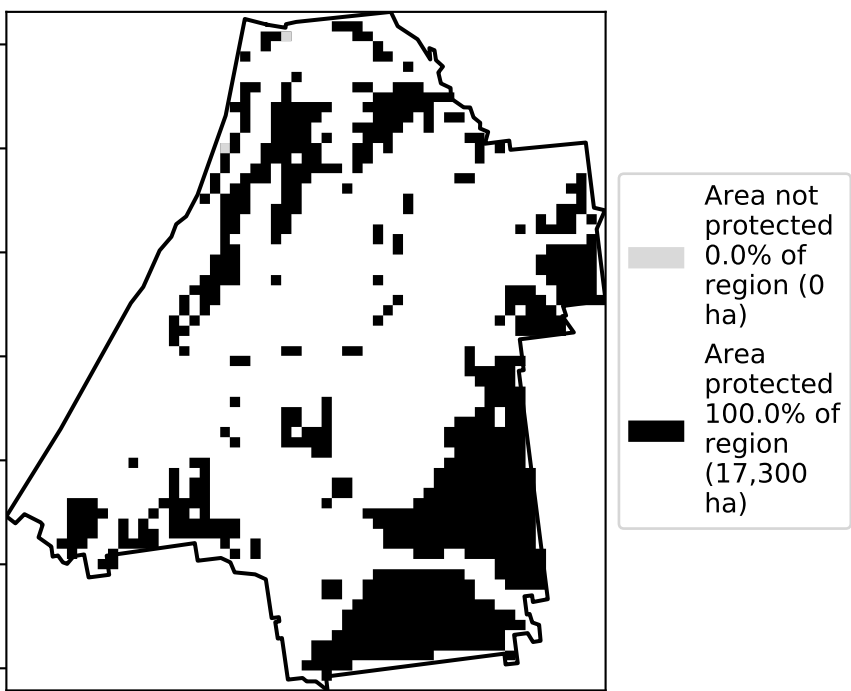 Area not
protected
0.0% of
region (0
ha)
Area
protected
100.0% of
region
(17,300
ha)